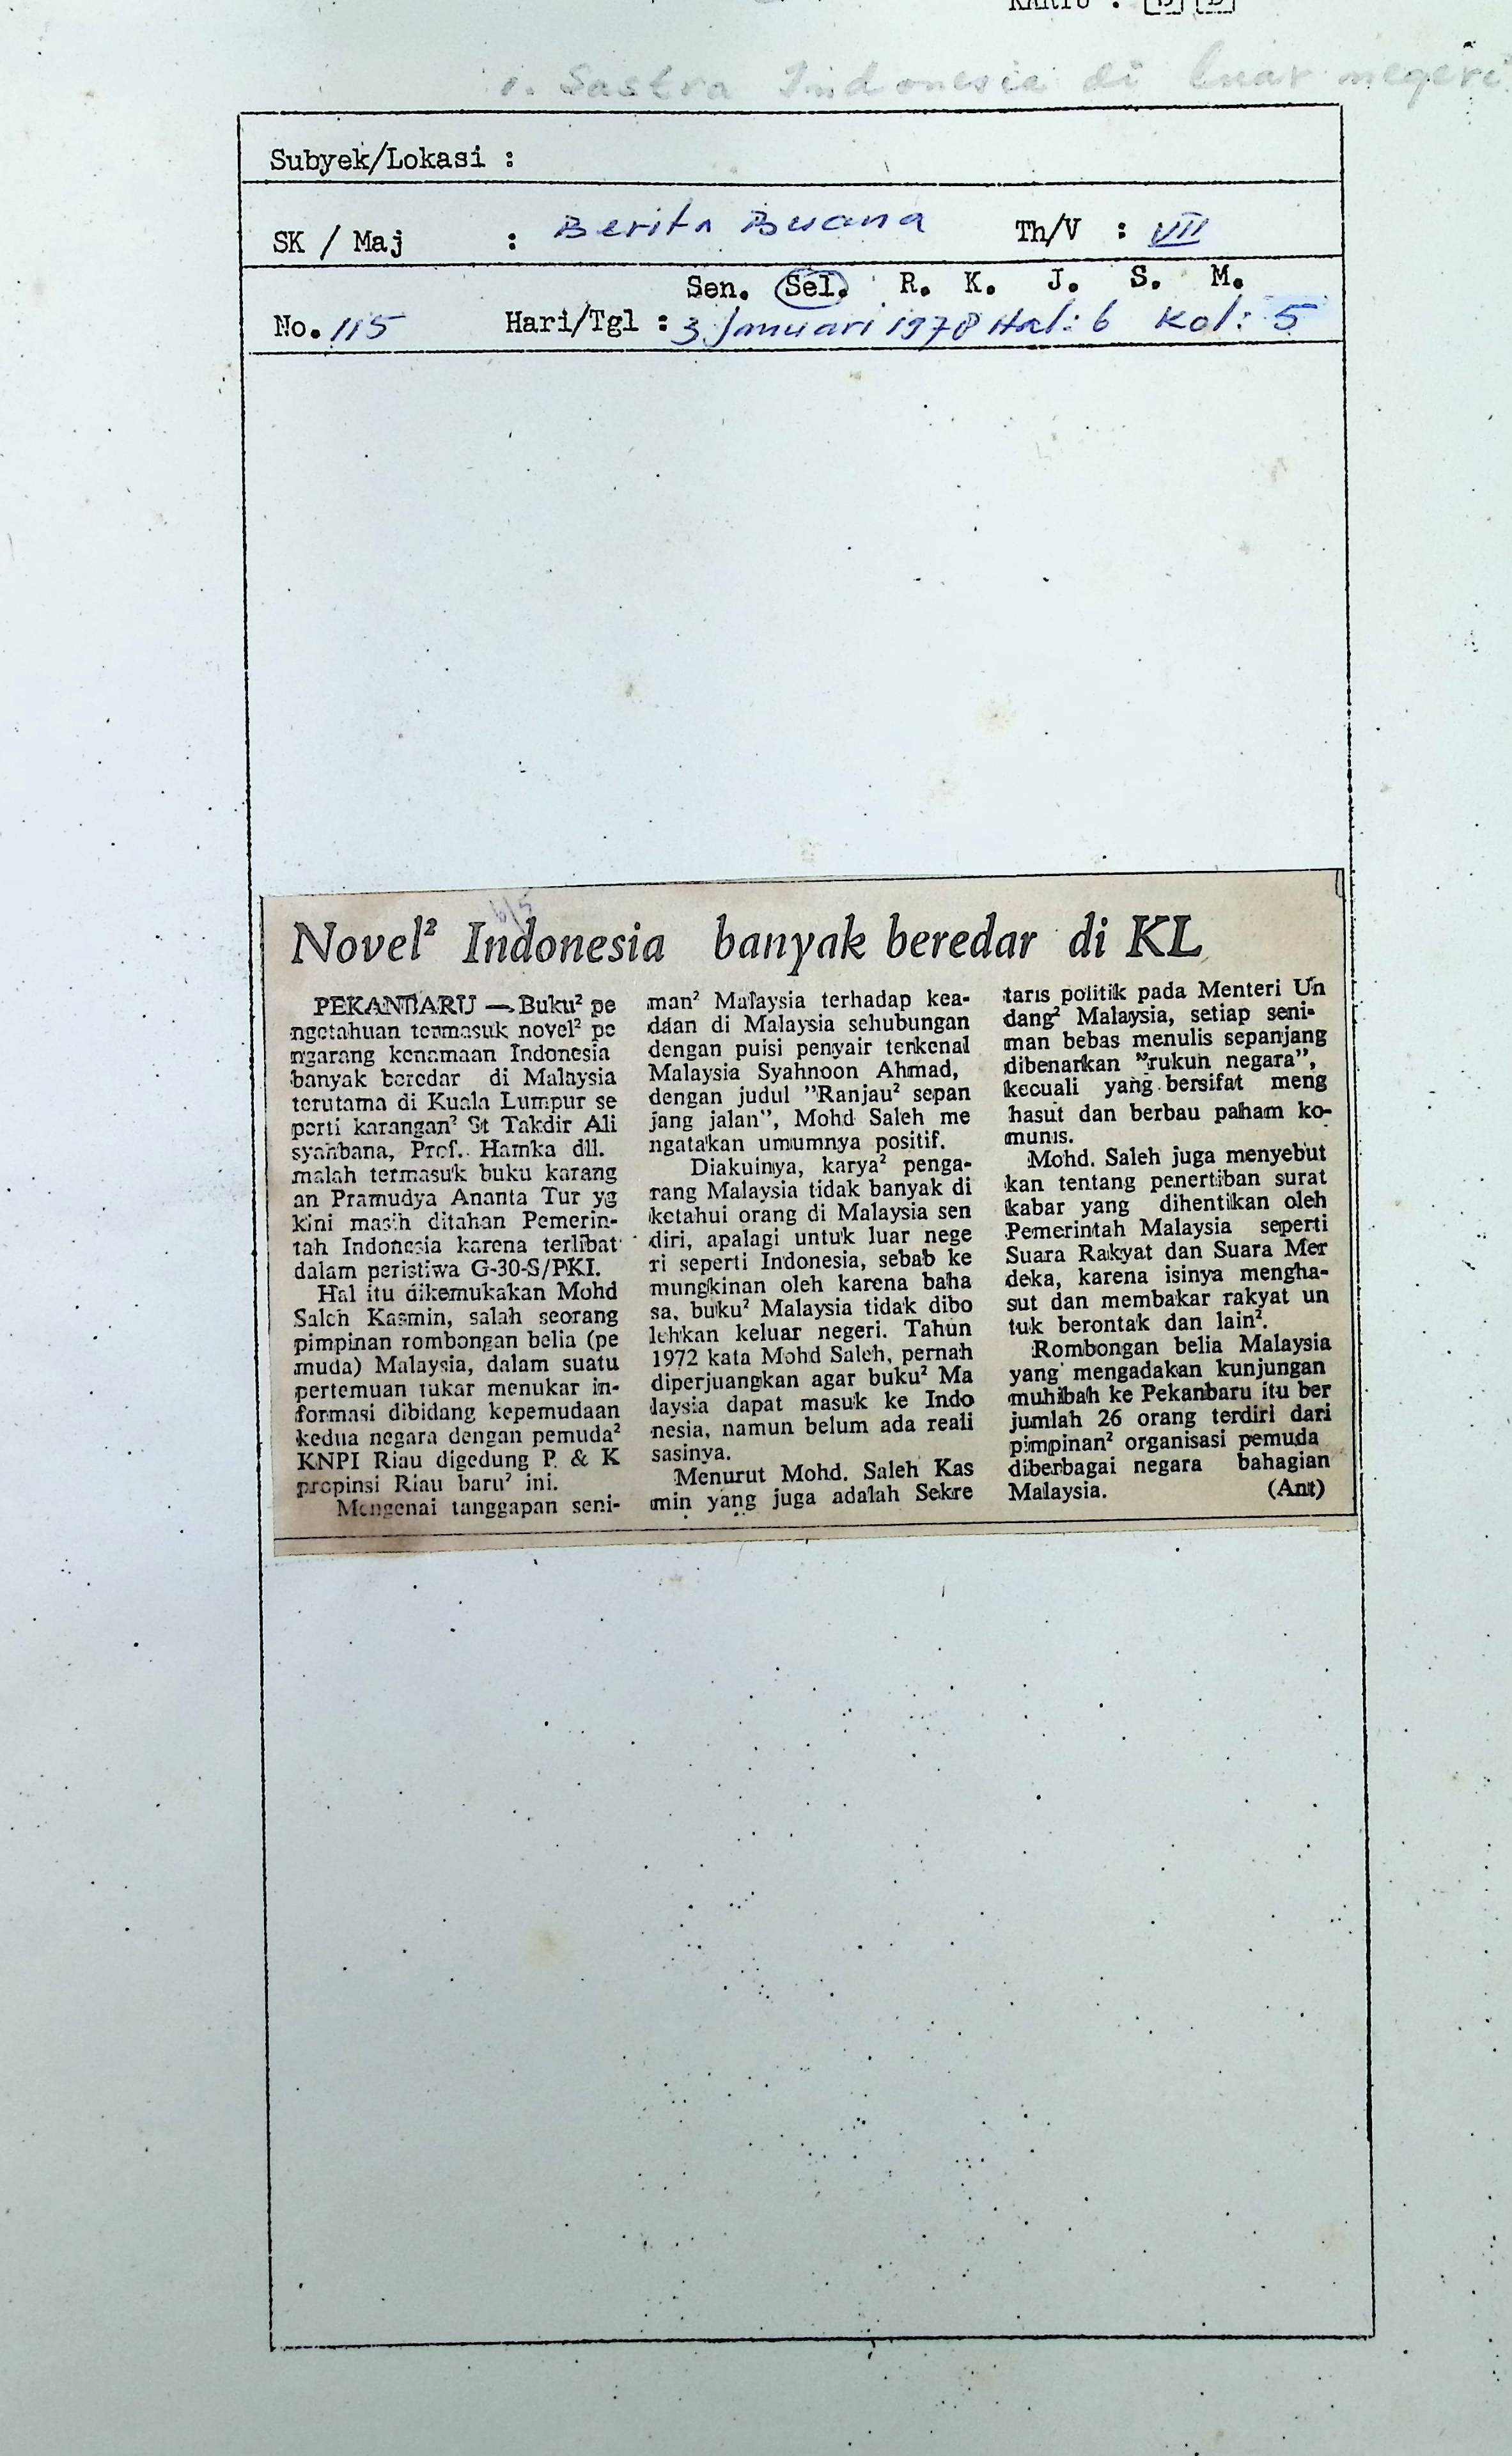 KARTU :
1. Sastra Indonesia di luar negeri
Subyek/Lokasi :
SK / Maj : Berita Buana Th/V : VII
Sen. Sel. R. K. J. S. M.
No. 115 Hari/Tgl : 3 Januari 1978 Hal: 6 Kol: 5
Novel² Indonesia banyak beredar di KL
PEKANBARU — Buku² pe
ngetahuan termasuk novel² pe
ngarang kenamaan Indonesia
banyak beredar di Malaysia
terutama di Kuala Lumpur se
perti karangan² St Takdir Ali
syahbana, Prof. Hamka dll.
malah termasuk buku karang
an Pramudya Ananta Tur yg
kini masih ditahan Pemerin-
tah Indonesia karena terlibat
dalam peristiwa G-30-S/PKI.
Hal itu dikemukakan Mohd
Saleh Kasmin, salah seorang
pimpinan rombongan belia (pe
muda) Malaysia, dalam suatu
pertemuan tukar menukar in-
formasi dibidang kepemudaan
kedua negara dengan pemuda²
KNPI Riau digedung P. & K
propinsi Riau baru² ini.
Mengenai tanggapan seni-
man² Malaysia terhadap kea-
daan di Malaysia sehubungan
dengan puisi penyair terkenal
Malaysia Syahnoon Ahmad,
dengan judul "Ranjau² sepan
jang jalan", Mohd Saleh me
ngatakan umumnya positif.
Diakuinya, karya² penga-
rang Malaysia tidak banyak di
ketahui orang di Malaysia sen
diri, apalagi untuk luar nege
ri seperti Indonesia, sebab ke
mungkinan oleh karena baha
sa, buku² Malaysia tidak dibo
lehkan keluar negeri. Tahun
1972 kata Mohd Saleh, pernah
diperjuangkan agar buku² Ma
laysia dapat masuk ke Indo
nesia, namun belum ada reali
sasinya.
Menurut Mohd. Saleh Kas
min yang juga adalah Sekre
taris politik pada Menteri Un
dang² Malaysia, setiap seni-
man bebas menulis sepanjang
dibenarkan "rukun negara",
kecuali yang bersifat meng
hasut dan berbau paham ko-
munis.
Mohd. Saleh juga menyebut
kan tentang penertiban surat
kabar yang dihentikan oleh
Pemerintah Malaysia seperti
Suara Rakyat dan Suara Mer
deka, karena isinya mengha-
sut dan membakar rakyat un
tuk berontak dan lain².
Rombongan belia Malaysia
yang mengadakan kunjungan
muhibah ke Pekanbaru itu ber
jumlah 26 orang terdiri dari
pimpinan² organisasi pemuda
diberbagai negara bahagian
Malaysia. (Ant)